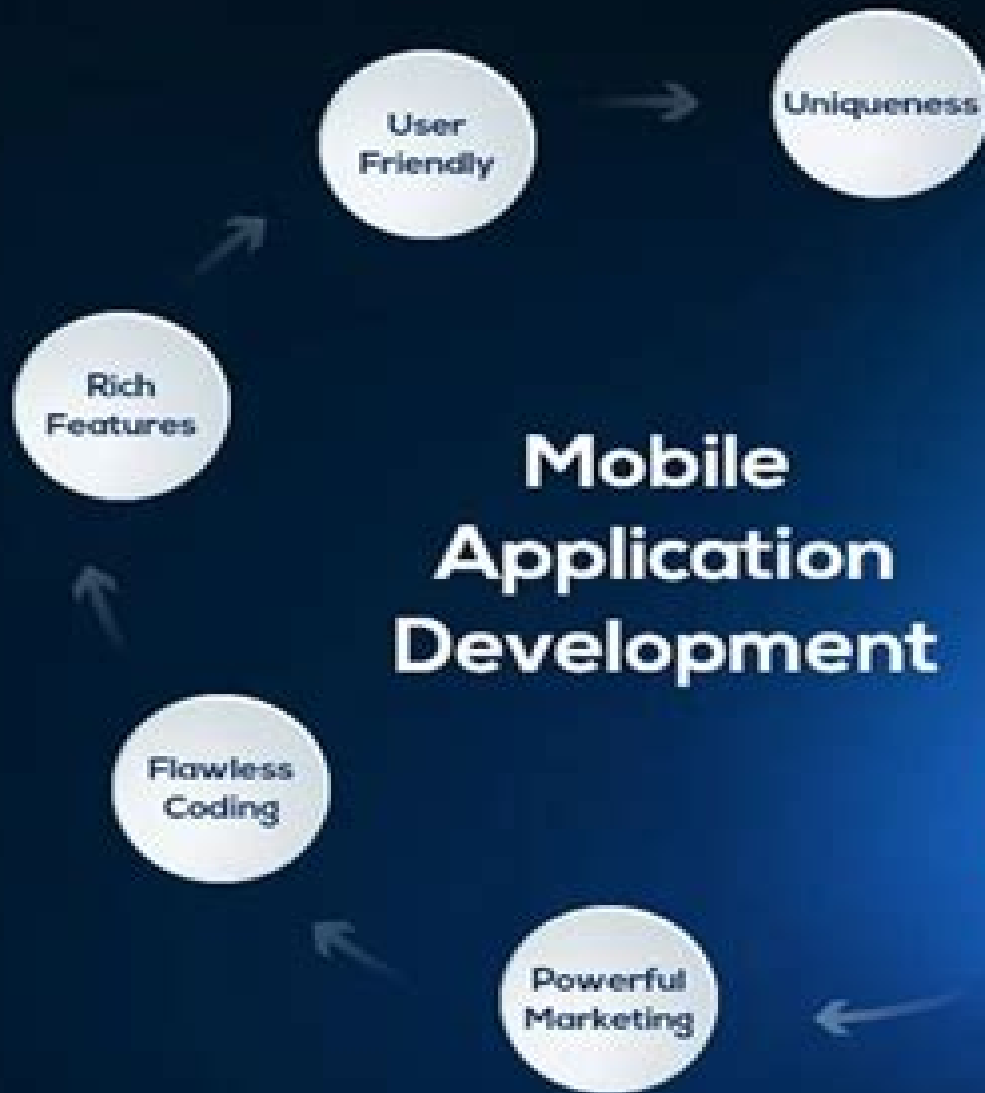 User
Friendly
Uniqueness
Rich
Features
Mobile
Application
Development
Flawless
Coding
Powerful
Marketing